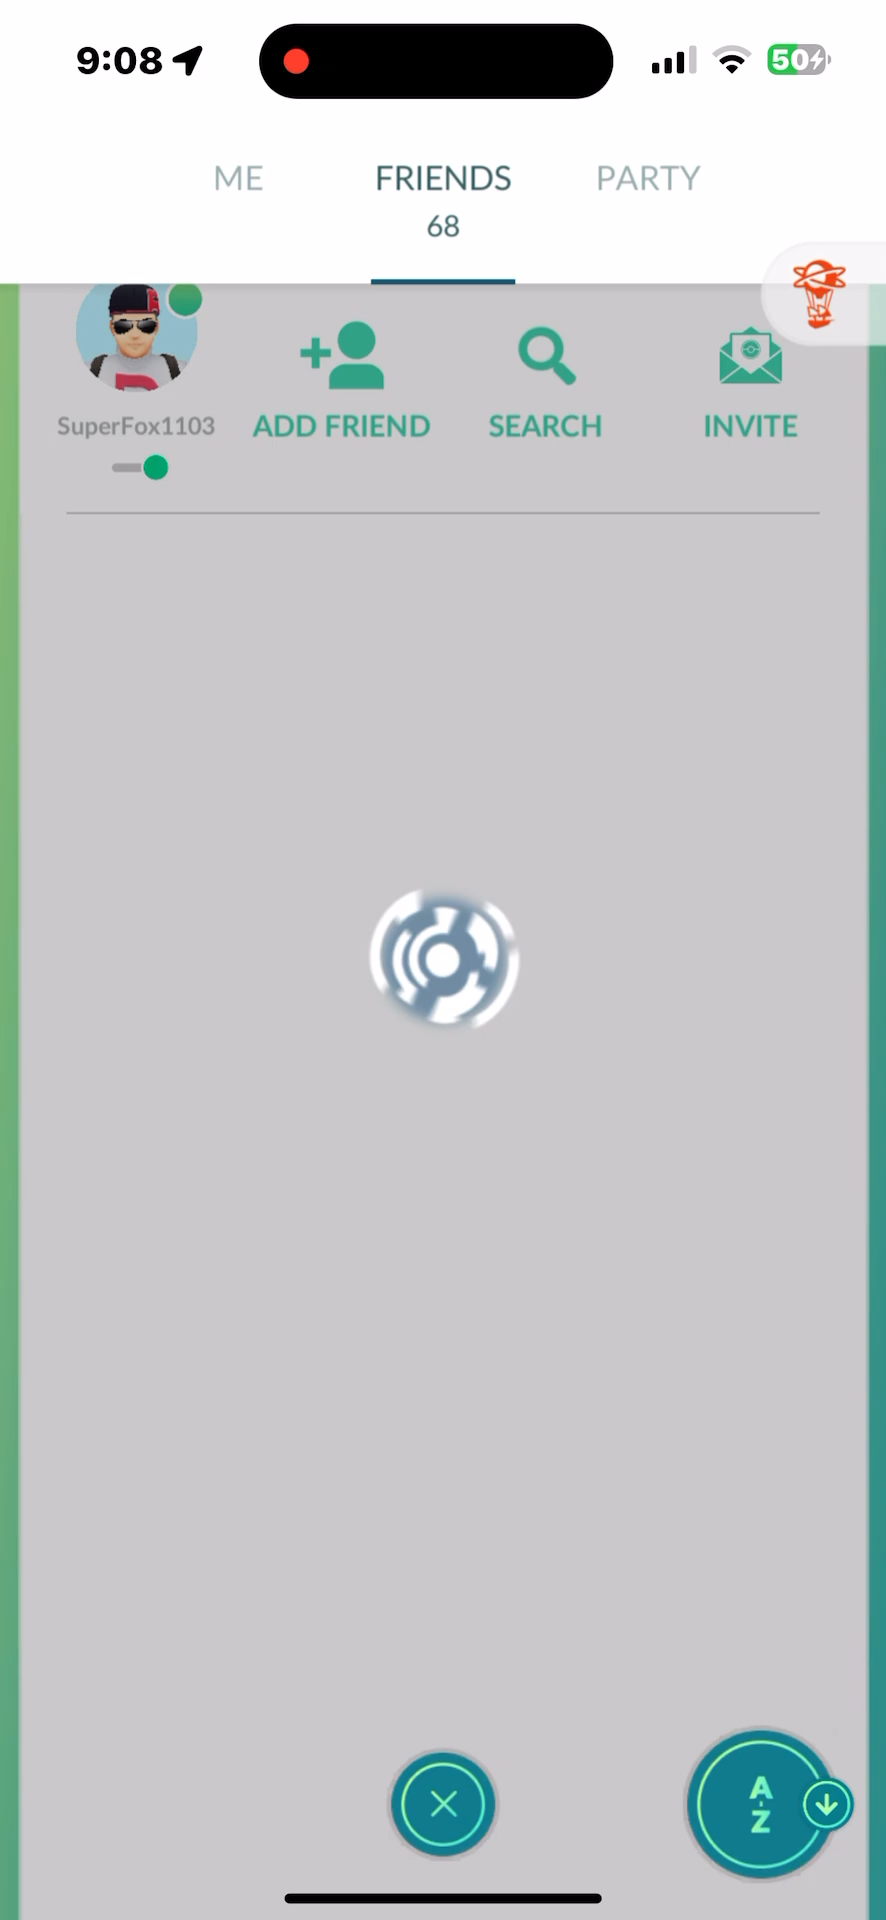 9:08
50
ME
FRIENDS
PARTY
68
SuperFox1103
ADD FRIEND
SEARCH
INVITE
A
-
Z